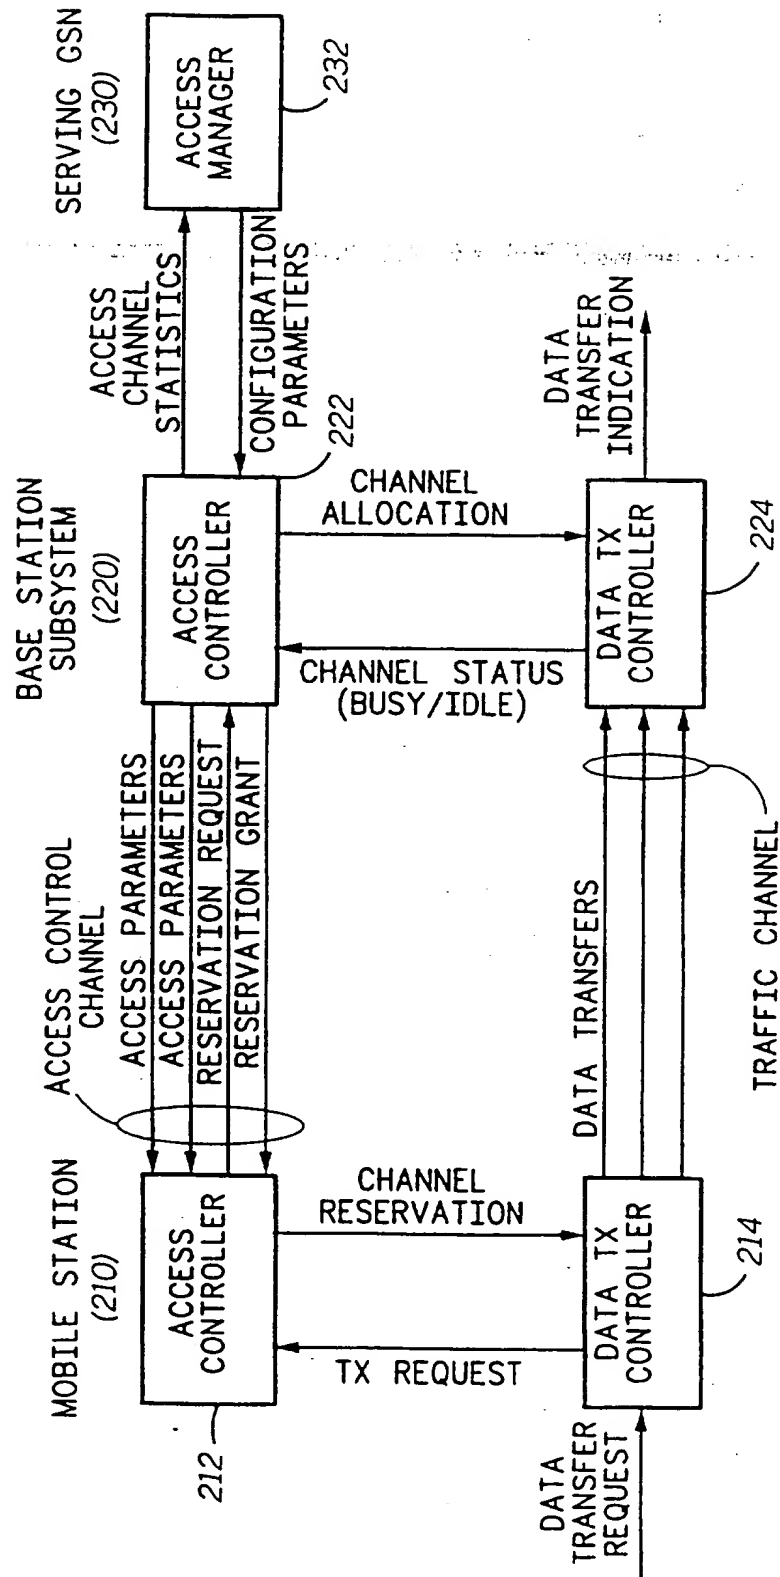 MOBILE STATION
(210)
BASE STATION
SUBSYSTEM
(220)
SERVING GSN
(230)
ACCESS CONTROL
CHANNEL
ACCESS
CONTROLLER
212
ACCESS PARAMETERS
ACCESS PARAMETERS
RESERVATION REQUEST
RESERVATION GRANT
ACCESS
CONTROLLER
222
ACCESS
CHANNEL
STATISTICS
CONFIGURATION
PARAMETERS
ACCESS
MANAGER
232
TX REQUEST
CHANNEL
RESERVATION
CHANNEL STATUS
(BUSY/IDLE)
CHANNEL
ALLOCATION
DATA
TRANSFER
REQUEST
DATA TX
CONTROLLER
214
DATA TRANSFERS
TRAFFIC CHANNEL
DATA TX
CONTROLLER
224
DATA
TRANSFER
INDICATION